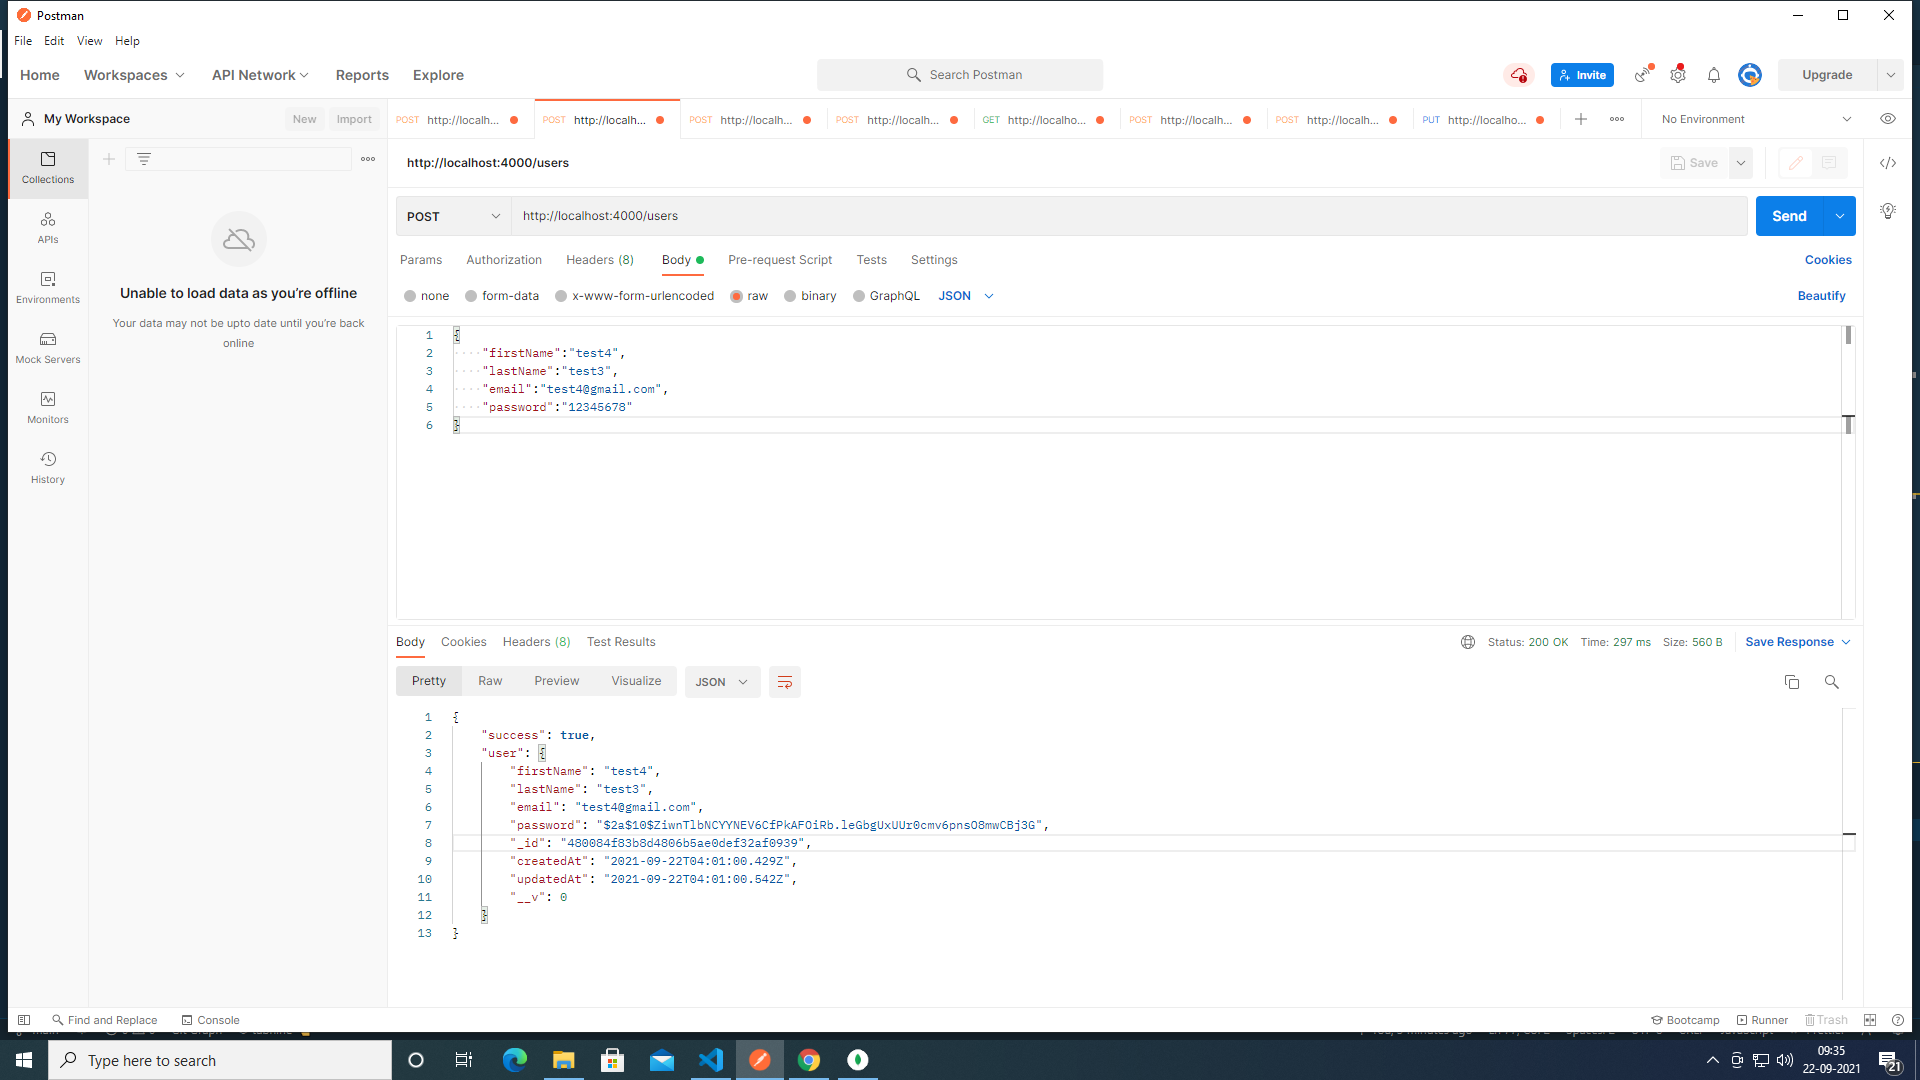 Postman
File Edit View Help
Home Workspaces API Network Reports Explore
Search Postman
Invite
Upgrade
My Workspace
New Import
POST http://localh...
POST http://localh...
POST http://localh...
POST http://localh...
GET http://localho...
POST http://localh...
POST http://localh...
PUT http://localho...
No Environment
Collections
APIs
Environments
Mock Servers
Monitors
History
Unable to load data as you're offline
Your data may not be upto date until you're back
online
http://localhost:4000/users
Save
POST http://localhost:4000/users
Send
Params Authorization Headers (8) Body Pre-request Script Tests Settings
Cookies
none form-data x-www-form-urlencoded raw binary GraphQL JSON
Beautify
1 {
2 "firstName":"test4",
3 "lastName":"test3",
4 "email":"test4@gmail.com",
5 "password":"12345678"
6 }
Body Cookies Headers (8) Test Results
Status: 200 OK Time: 297 ms Size: 560 B Save Response
Pretty Raw Preview Visualize JSON
1 {
2 "success": true,
3 "user": {
4 "firstName": "test4",
5 "lastName": "test3",
6 "email": "test4@gmail.com",
7 "password": "$2a$10$ZiwnTlbNCYYNEV6CfPkAFOiRb.leGbgUxUUr0cmv6pnsO8mwCBj3G",
8 "_id": "480084f83b8d4806b5ae0def32af0939",
9 "createdAt": "2021-09-22T04:01:00.429Z",
10 "updatedAt": "2021-09-22T04:01:00.542Z",
11 "__v": 0
12 }
13 }
Find and Replace Console
Bootcamp Runner Trash
Type here to search
09:35
22-09-2021
21